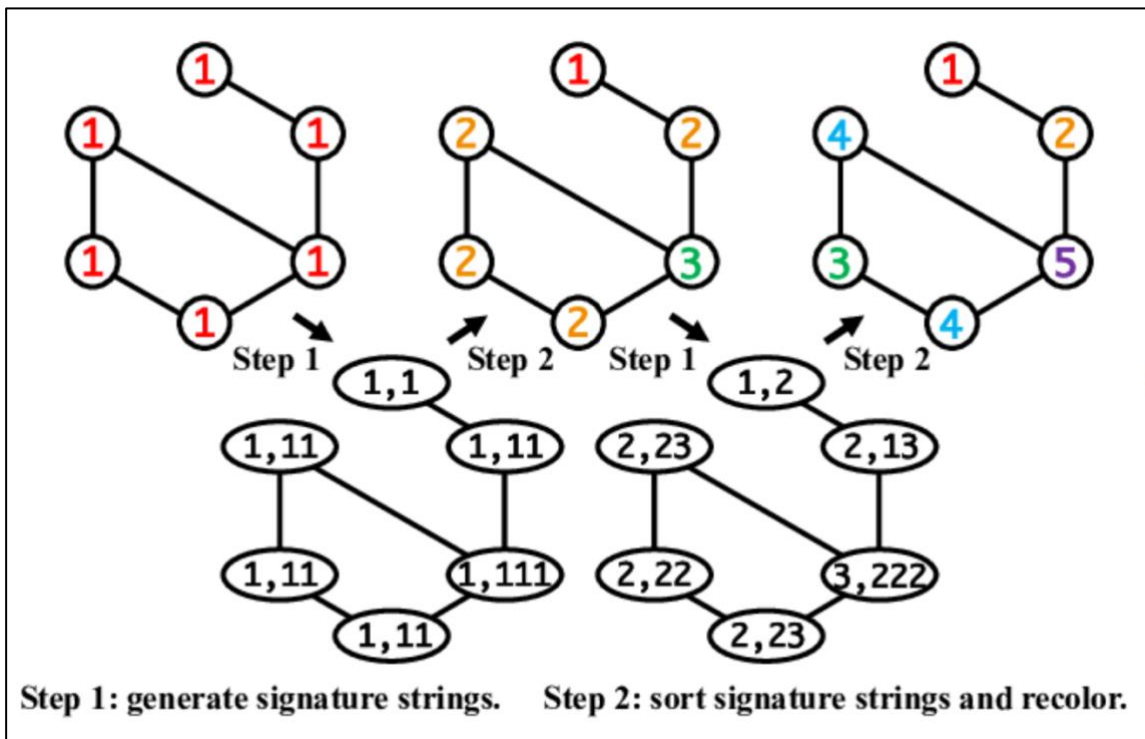 1 1 1
1 1 2 2 4 2
1 1 2 3 3 5
1 2 4
Step 1 Step 2 Step 1 Step 2
1,1 1,2
1,11 1,11 2,23 2,13
1,11 1,111 2,22 3,222
1,11 2,23
Step 1: generate signature strings. Step 2: sort signature strings and recolor.